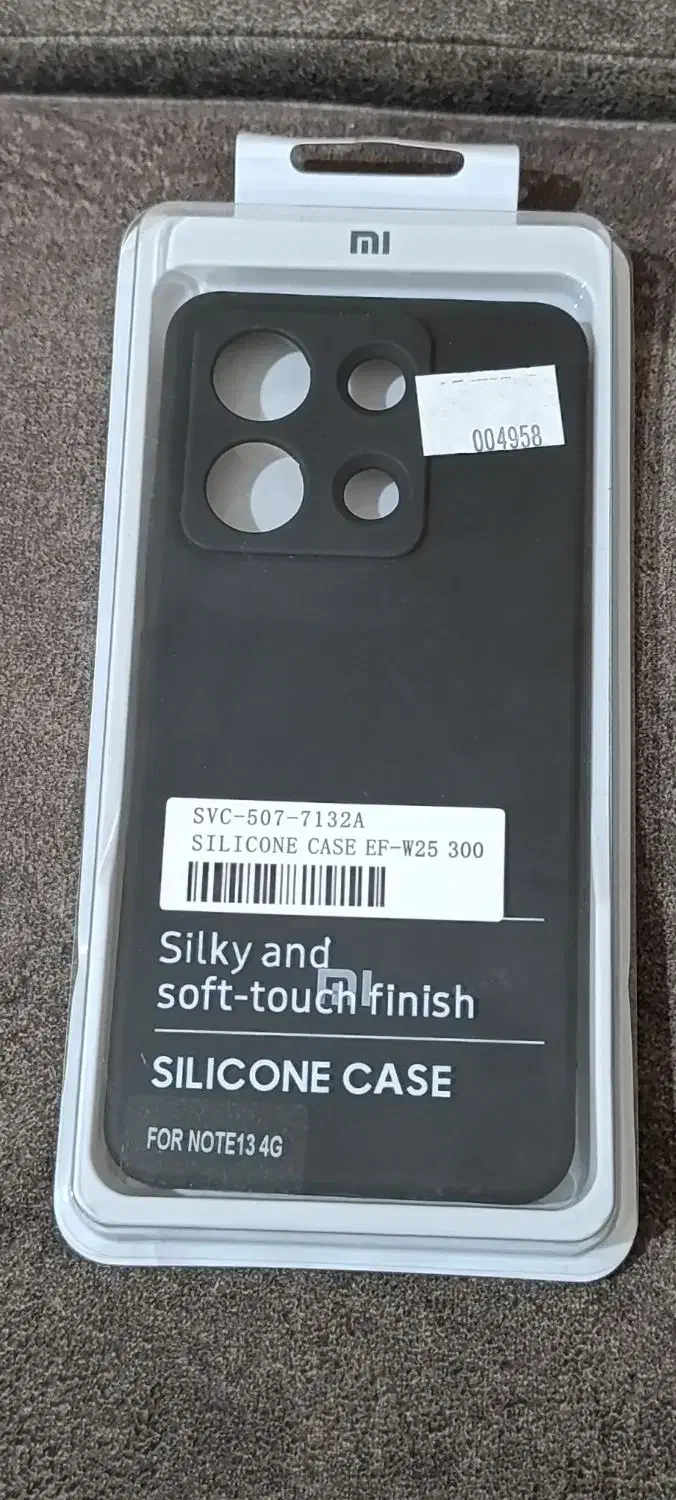 mi
004958
SVC-507-7132A
SILICONE CASE EF-W25 300
Silky and
mi
soft-touch finish
SILICONE CASE
FOR NOTE13 4G